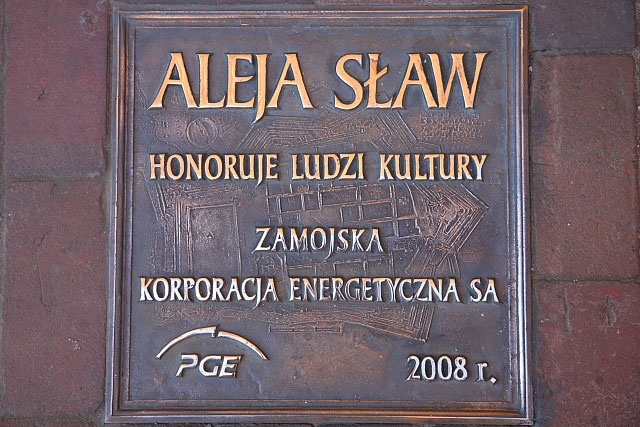 ALEJA SŁAW
HONORUJE LUDZI KULTURY
ZAMOJSKA
KORPORACJA ENERGETYCZNA SA
PGE
2008 r.